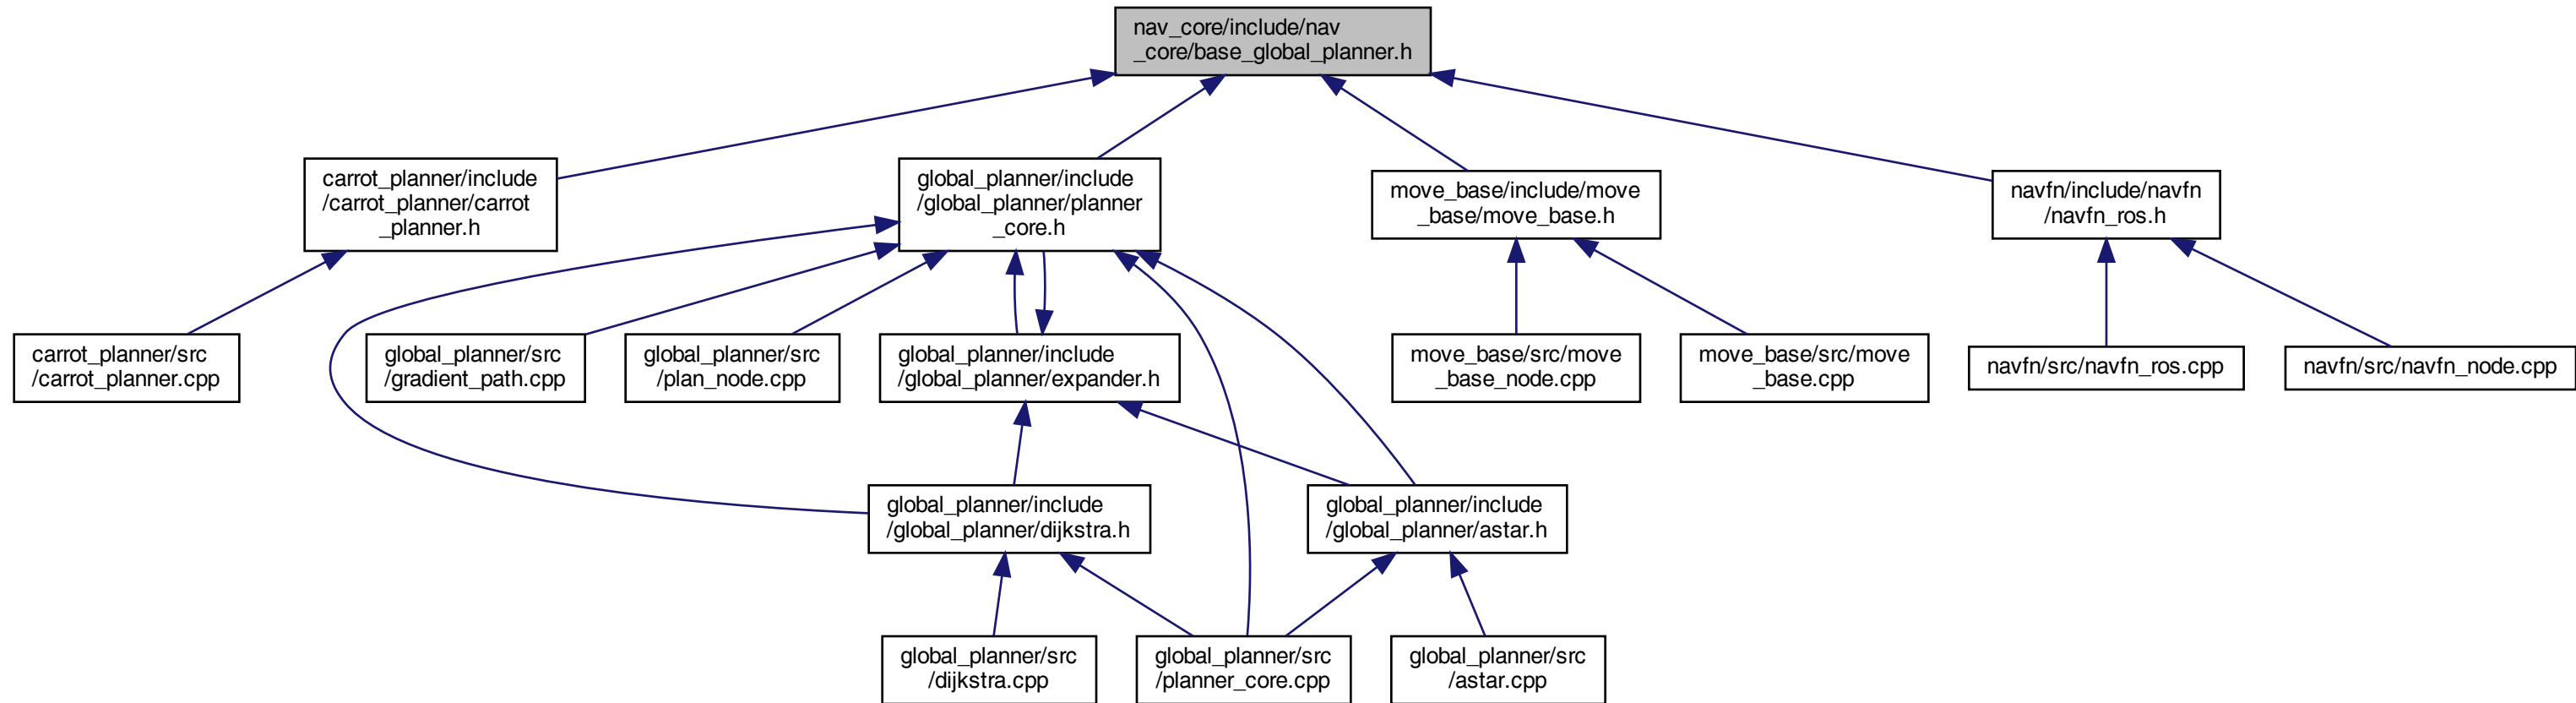 nav_core/include/nav
_core/base_global_planner.h
carrot_planner/include
/carrot_planner/carrot
_planner.h
global_planner/include
/global_planner/planner
_core.h
move_base/include/move
_base/move_base.h
navfn/include/navfn
/navfn_ros.h
carrot_planner/src
/carrot_planner.cpp
global_planner/src
/gradient_path.cpp
global_planner/src
/plan_node.cpp
global_planner/include
/global_planner/expander.h
move_base/src/move
_base_node.cpp
move_base/src/move
_base.cpp
navfn/src/navfn_ros.cpp
navfn/src/navfn_node.cpp
global_planner/include
/global_planner/dijkstra.h
global_planner/include
/global_planner/astar.h
global_planner/src
/dijkstra.cpp
global_planner/src
/planner_core.cpp
global_planner/src
/astar.cpp